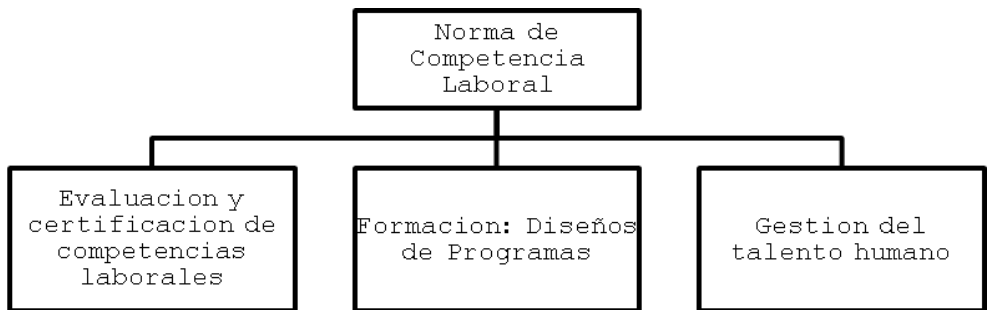 Norma de
Competencia
Laboral
Evaluacion y
certificacion de
competencias
laborales
Formacion: Diseños
de Programas
Gestion del
talento humano